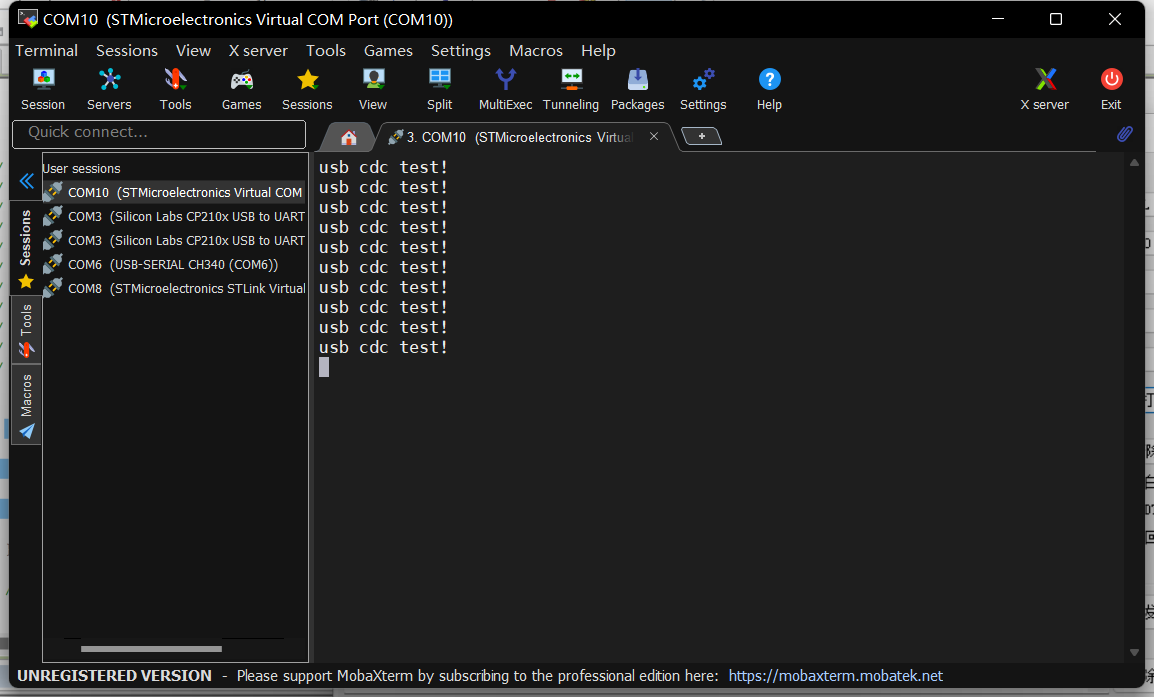 COM10 (STMicroelectronics Virtual COM Port (COM10))
Terminal Sessions View X server Tools Games Settings Macros Help
Session Servers Tools Games Sessions View Split MultiExec Tunneling Packages Settings Help X server Exit
Quick connect...
3. COM10 (STMicroelectronics Virtua
User sessions
COM10 (STMicroelectronics Virtual COM
COM3 (Silicon Labs CP210x USB to UART
COM3 (Silicon Labs CP210x USB to UART
COM6 (USB-SERIAL CH340 (COM6))
COM8 (STMicroelectronics STLink Virtual
Sessions
Tools
Macros
usb cdc test!
usb cdc test!
usb cdc test!
usb cdc test!
usb cdc test!
usb cdc test!
usb cdc test!
usb cdc test!
usb cdc test!
usb cdc test!
UNREGISTERED VERSION - Please support MobaXterm by subscribing to the professional edition here: https://mobaxterm.mobatek.net